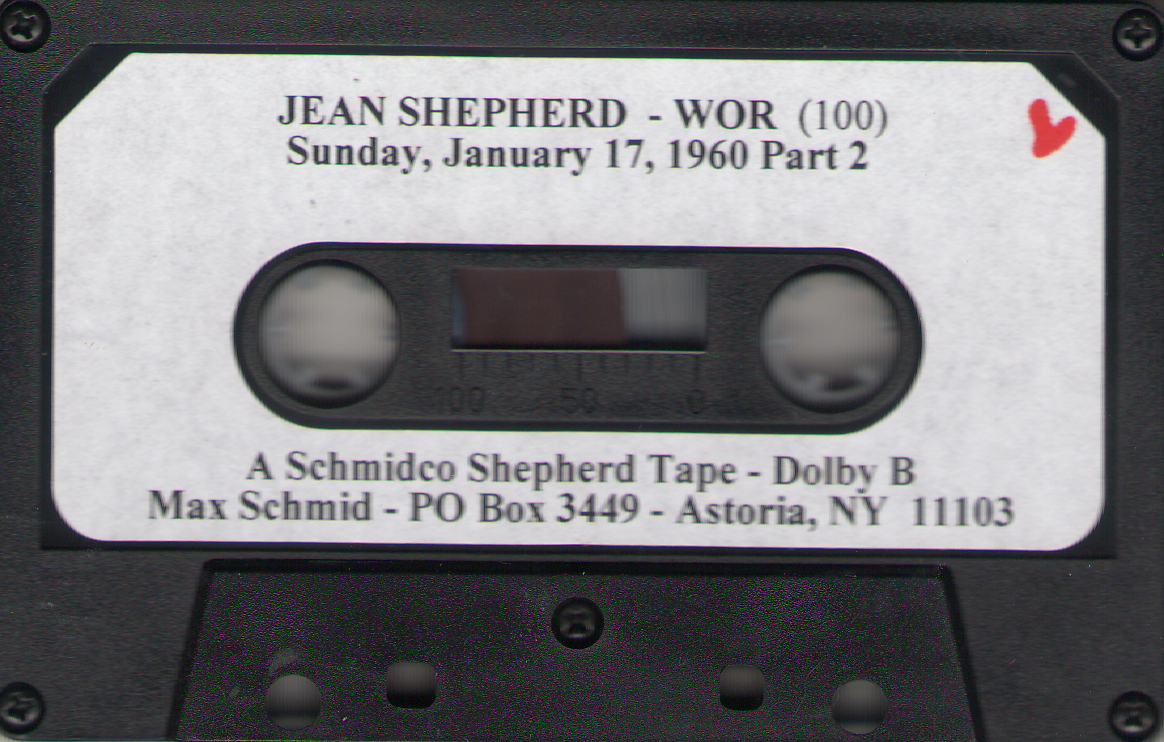 JEAN SHEPHERD - WOR (100)
Sunday, January 17, 1960 Part 2
100 50 0
A Schmidco Shepherd Tape - Dolby B
Max Schmid - PO Box 3449 - Astoria, NY 11103